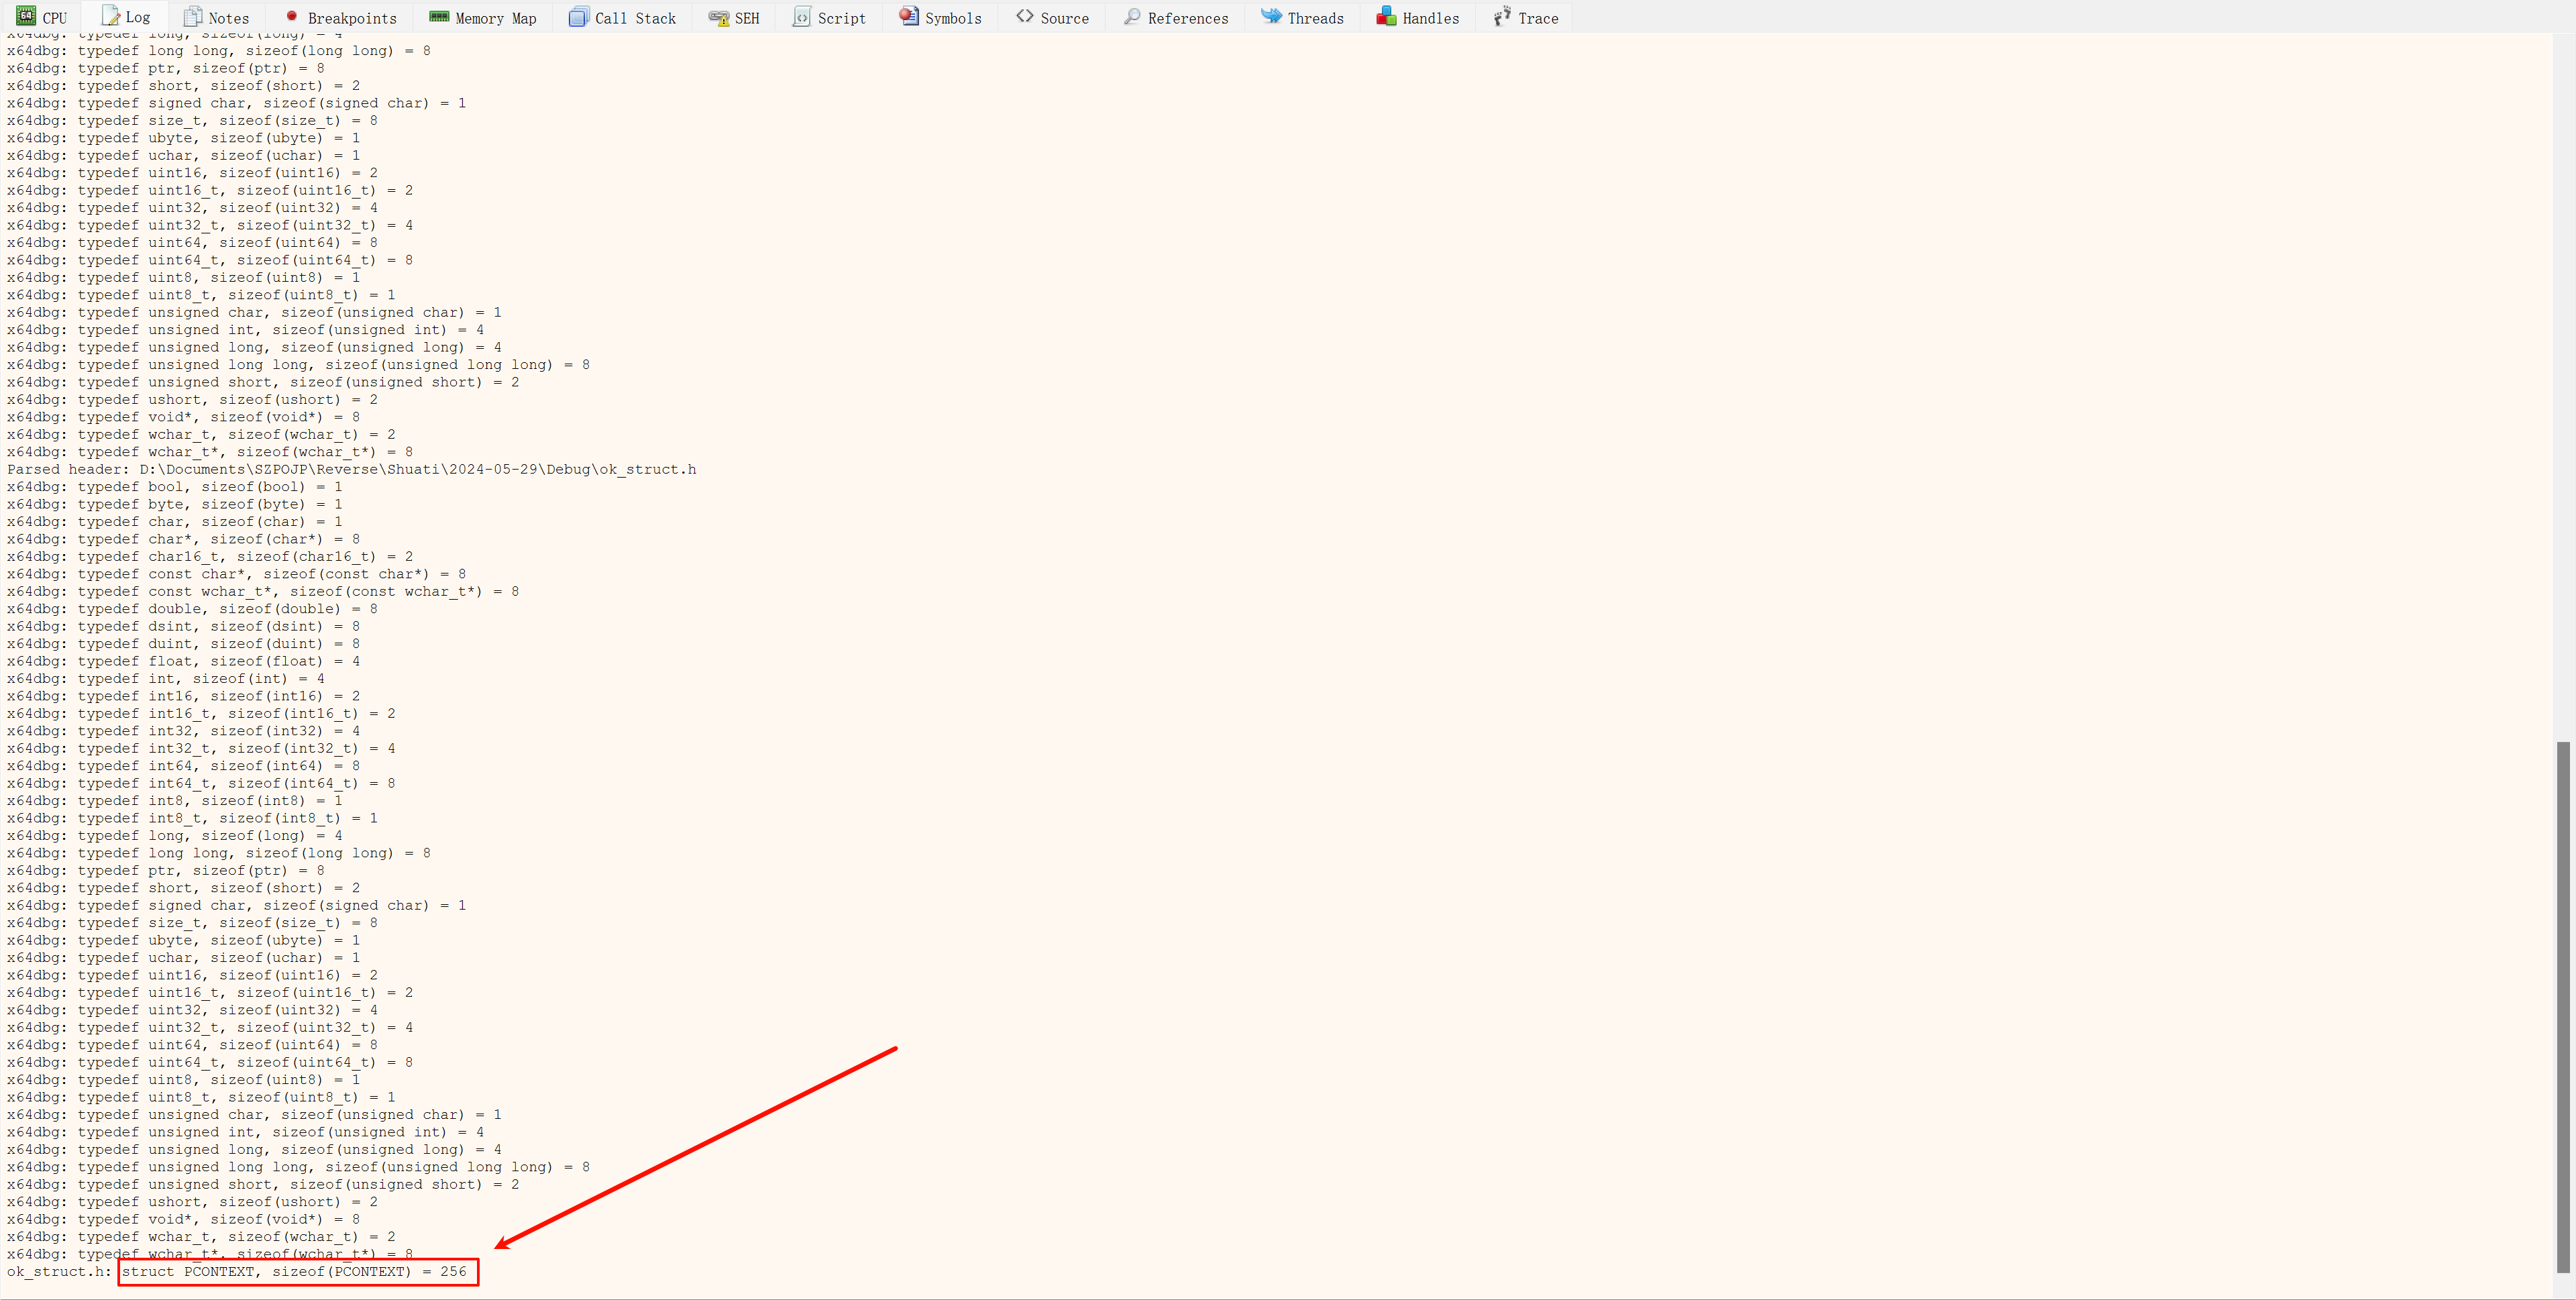 CPU Log Notes Breakpoints Memory Map Call Stack SEH Script Symbols Source References Threads Handles Trace
x64dbg: typedef long, sizeof(long) = 4
x64dbg: typedef long long, sizeof(long long) = 8
x64dbg: typedef ptr, sizeof(ptr) = 8
x64dbg: typedef short, sizeof(short) = 2
x64dbg: typedef signed char, sizeof(signed char) = 1
x64dbg: typedef size_t, sizeof(size_t) = 8
x64dbg: typedef ubyte, sizeof(ubyte) = 1
x64dbg: typedef uchar, sizeof(uchar) = 1
x64dbg: typedef uint16, sizeof(uint16) = 2
x64dbg: typedef uint16_t, sizeof(uint16_t) = 2
x64dbg: typedef uint32, sizeof(uint32) = 4
x64dbg: typedef uint32_t, sizeof(uint32_t) = 4
x64dbg: typedef uint64, sizeof(uint64) = 8
x64dbg: typedef uint64_t, sizeof(uint64_t) = 8
x64dbg: typedef uint8, sizeof(uint8) = 1
x64dbg: typedef uint8_t, sizeof(uint8_t) = 1
x64dbg: typedef unsigned char, sizeof(unsigned char) = 1
x64dbg: typedef unsigned int, sizeof(unsigned int) = 4
x64dbg: typedef unsigned long, sizeof(unsigned long) = 4
x64dbg: typedef unsigned long long, sizeof(unsigned long long) = 8
x64dbg: typedef unsigned short, sizeof(unsigned short) = 2
x64dbg: typedef ushort, sizeof(ushort) = 2
x64dbg: typedef void*, sizeof(void*) = 8
x64dbg: typedef wchar_t, sizeof(wchar_t) = 2
x64dbg: typedef wchar_t*, sizeof(wchar_t*) = 8
Parsed header: D:\Documents\SZPOJP\Reverse\Shuati\2024-05-29\Debug\ok_struct.h
x64dbg: typedef bool, sizeof(bool) = 1
x64dbg: typedef byte, sizeof(byte) = 1
x64dbg: typedef char, sizeof(char) = 1
x64dbg: typedef char*, sizeof(char*) = 8
x64dbg: typedef char16_t, sizeof(char16_t) = 2
x64dbg: typedef const char*, sizeof(const char*) = 8
x64dbg: typedef const wchar_t*, sizeof(const wchar_t*) = 8
x64dbg: typedef double, sizeof(double) = 8
x64dbg: typedef dsint, sizeof(dsint) = 8
x64dbg: typedef duint, sizeof(duint) = 8
x64dbg: typedef float, sizeof(float) = 4
x64dbg: typedef int, sizeof(int) = 4
x64dbg: typedef int16, sizeof(int16) = 2
x64dbg: typedef int16_t, sizeof(int16_t) = 2
x64dbg: typedef int32, sizeof(int32) = 4
x64dbg: typedef int32_t, sizeof(int32_t) = 4
x64dbg: typedef int64, sizeof(int64) = 8
x64dbg: typedef int64_t, sizeof(int64_t) = 8
x64dbg: typedef int8, sizeof(int8) = 1
x64dbg: typedef int8_t, sizeof(int8_t) = 1
x64dbg: typedef long, sizeof(long) = 4
x64dbg: typedef long long, sizeof(long long) = 8
x64dbg: typedef ptr, sizeof(ptr) = 8
x64dbg: typedef short, sizeof(short) = 2
x64dbg: typedef signed char, sizeof(signed char) = 1
x64dbg: typedef size_t, sizeof(size_t) = 8
x64dbg: typedef ubyte, sizeof(ubyte) = 1
x64dbg: typedef uchar, sizeof(uchar) = 1
x64dbg: typedef uint16, sizeof(uint16) = 2
x64dbg: typedef uint16_t, sizeof(uint16_t) = 2
x64dbg: typedef uint32, sizeof(uint32) = 4
x64dbg: typedef uint32_t, sizeof(uint32_t) = 4
x64dbg: typedef uint64, sizeof(uint64) = 8
x64dbg: typedef uint64_t, sizeof(uint64_t) = 8
x64dbg: typedef uint8, sizeof(uint8) = 1
x64dbg: typedef uint8_t, sizeof(uint8_t) = 1
x64dbg: typedef unsigned char, sizeof(unsigned char) = 1
x64dbg: typedef unsigned int, sizeof(unsigned int) = 4
x64dbg: typedef unsigned long, sizeof(unsigned long) = 4
x64dbg: typedef unsigned long long, sizeof(unsigned long long) = 8
x64dbg: typedef unsigned short, sizeof(unsigned short) = 2
x64dbg: typedef ushort, sizeof(ushort) = 2
x64dbg: typedef void*, sizeof(void*) = 8
x64dbg: typedef wchar_t, sizeof(wchar_t) = 2
x64dbg: typedef wchar_t*, sizeof(wchar_t*) = 8
ok_struct.h: struct PCONTEXT, sizeof(PCONTEXT) = 256